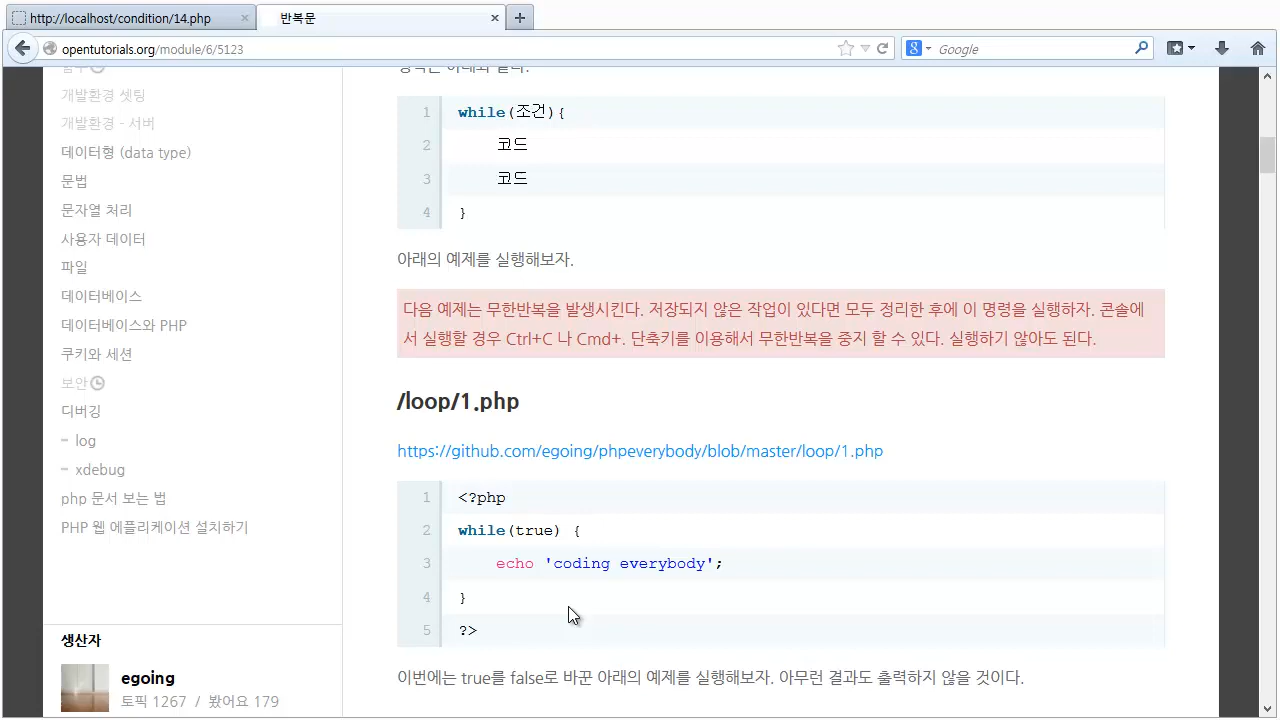 http://localhost/condition/14.php
반복문
opentutorials.org/module/6/5123
Google
개발환경 셋팅
개발환경 - 서버
데이터형 (data type)
문법
문자열 처리
사용자 데이터
파일
데이터베이스
데이터베이스와 PHP
쿠키와 세션
보안
디버깅
log
xdebug
php 문서 보는 법
PHP 웹 에플리케이션 설치하기
생산자
egoing
토픽 1267 / 봤어요 179
1 while(조건){
2 코드
3 코드
4 }
아래의 예제를 실행해보자.
다음 예제는 무한반복을 발생시킨다. 저장되지 않은 작업이 있다면 모두 정리한 후에 이 명령을 실행하자. 콘솔에
서 실행할 경우 Ctrl+C 나 Cmd+. 단축키를 이용해서 무한반복을 중지 할 수 있다. 실행하기 않아도 된다.
/loop/1.php
https://github.com/egoing/phpeverybody/blob/master/loop/1.php
1 <?php
2 while(true) {
3 echo 'coding everybody';
4 }
5 ?>
이번에는 true를 false로 바꾼 아래의 예제를 실행해보자. 아무런 결과도 출력하지 않을 것이다.